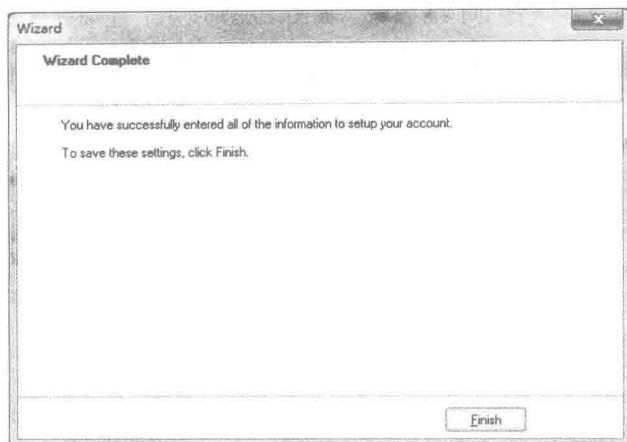 Wizard
Wizard Complete
You have successfully entered all of the information to setup your account.
To save these settings, click Finish.
Finish